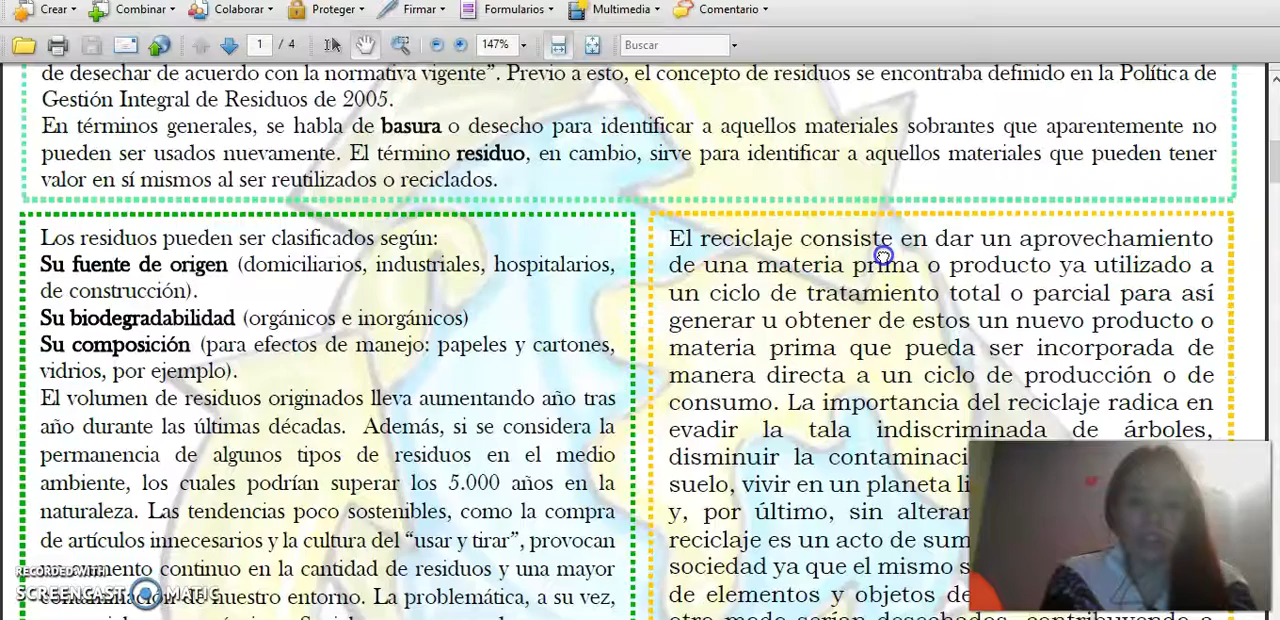 Crear Combinar Colaborar Proteger Firmar Formularios Multimedia Comentario
1 / 4 147% Buscar
de desechar de acuerdo con la normativa vigente”. Previo a esto, el concepto de residuos se encontraba definido en la Política de
Gestión Integral de Residuos de 2005.
En términos generales, se habla de basura o desecho para identificar a aquellos materiales sobrantes que aparentemente no
pueden ser usados nuevamente. El término residuo, en cambio, sirve para identificar a aquellos materiales que pueden tener
valor en sí mismos al ser reutilizados o reciclados.
Los residuos pueden ser clasificados según:
Su fuente de origen (domiciliarios, industriales, hospitalarios,
de construcción).
Su biodegradabilidad (orgánicos e inorgánicos)
Su composición (para efectos de manejo: papeles y cartones,
vidrios, por ejemplo).
El volumen de residuos originados lleva aumentando año tras
año durante las últimas décadas. Además, si se considera la
permanencia de algunos tipos de residuos en el medio
ambiente, los cuales podrían superar los 5.000 años en la
naturaleza. Las tendencias poco sostenibles, como la compra
de artículos innecesarios y la cultura del “usar y tirar”, provocan
continuo en la cantidad de residuos y una mayor
de nuestro entorno. La problemática, a su vez,
El reciclaje consiste en dar un aprovechamiento
de una materia prima o producto ya utilizado a
un ciclo de tratamiento total o parcial para así
generar u obtener de estos un nuevo producto o
materia prima que pueda ser incorporada de
manera directa a un ciclo de producción o de
consumo. La importancia del reciclaje radica en
evadir la tala indiscriminada de árboles,
disminuir la
suelo, vivir en un planeta
y, por último, sin
reciclaje es un acto de
sociedad ya que el mismo
de elementos y objetos
RECORDED WITH
SCREENCAST MATIC